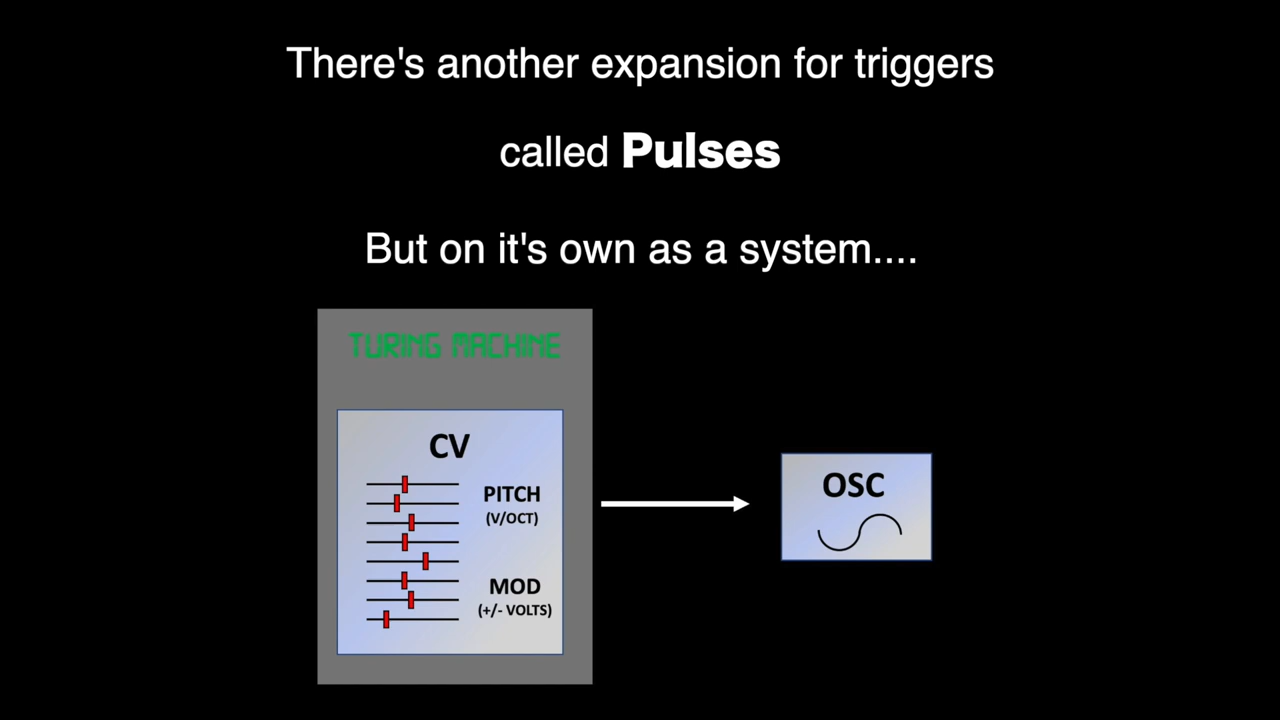 There's another expansion for triggers
called Pulses
But on it's own as a system....
TURING MACHINE
CV
PITCH
(V/OCT)
MOD
(+/- VOLTS)
OSC